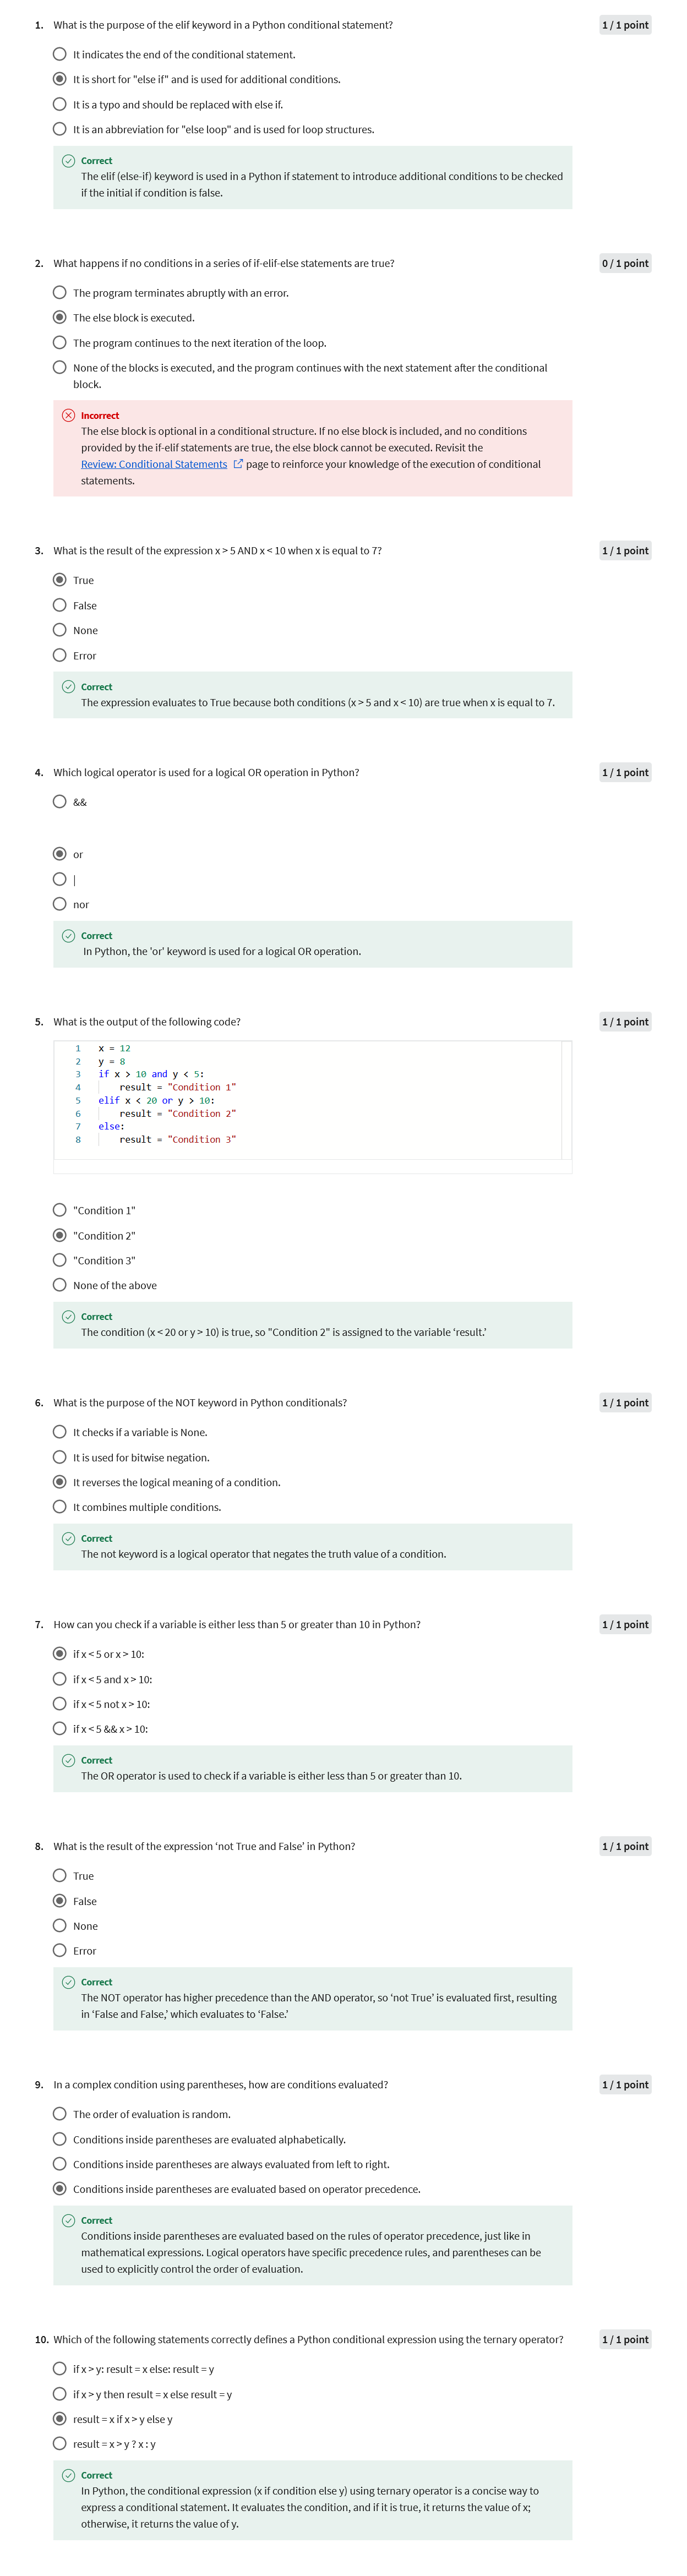 1. What is the purpose of the elif keyword in a Python conditional statement? 1 / 1 point
It indicates the end of the conditional statement.
It is short for "else if" and is used for additional conditions.
It is a typo and should be replaced with else if.
It is an abbreviation for "else loop" and is used for loop structures.
Correct
The elif (else-if) keyword is used in a Python if statement to introduce additional conditions to be checked
if the initial if condition is false.
2. What happens if no conditions in a series of if-elif-else statements are true? 0 / 1 point
The program terminates abruptly with an error.
The else block is executed.
The program continues to the next iteration of the loop.
None of the blocks is executed, and the program continues with the next statement after the conditional
block.
Incorrect
The else block is optional in a conditional structure. If no else block is included, and no conditions
provided by the if-elif statements are true, the else block cannot be executed. Revisit the
Review: Conditional Statements page to reinforce your knowledge of the execution of conditional
statements.
3. What is the result of the expression x > 5 AND x < 10 when x is equal to 7? 1 / 1 point
True
False
None
Error
Correct
The expression evaluates to True because both conditions (x > 5 and x < 10) are true when x is equal to 7.
4. Which logical operator is used for a logical OR operation in Python? 1 / 1 point
&&
or
|
nor
Correct
In Python, the 'or' keyword is used for a logical OR operation.
5. What is the output of the following code? 1 / 1 point
1 x = 12
2 y = 8
3 if x > 10 and y < 5:
4 result = "Condition 1"
5 elif x < 20 or y > 10:
6 result = "Condition 2"
7 else:
8 result = "Condition 3"
"Condition 1"
"Condition 2"
"Condition 3"
None of the above
Correct
The condition (x < 20 or y > 10) is true, so "Condition 2" is assigned to the variable ‘result.’
6. What is the purpose of the NOT keyword in Python conditionals? 1 / 1 point
It checks if a variable is None.
It is used for bitwise negation.
It reverses the logical meaning of a condition.
It combines multiple conditions.
Correct
The not keyword is a logical operator that negates the truth value of a condition.
7. How can you check if a variable is either less than 5 or greater than 10 in Python? 1 / 1 point
if x < 5 or x > 10:
if x < 5 and x > 10:
if x < 5 not x > 10:
if x < 5 && x > 10:
Correct
The OR operator is used to check if a variable is either less than 5 or greater than 10.
8. What is the result of the expression ‘not True and False’ in Python? 1 / 1 point
True
False
None
Error
Correct
The NOT operator has higher precedence than the AND operator, so ‘not True’ is evaluated first, resulting
in ‘False and False,’ which evaluates to ‘False.’
9. In a complex condition using parentheses, how are conditions evaluated? 1 / 1 point
The order of evaluation is random.
Conditions inside parentheses are evaluated alphabetically.
Conditions inside parentheses are always evaluated from left to right.
Conditions inside parentheses are evaluated based on operator precedence.
Correct
Conditions inside parentheses are evaluated based on the rules of operator precedence, just like in
mathematical expressions. Logical operators have specific precedence rules, and parentheses can be
used to explicitly control the order of evaluation.
10. Which of the following statements correctly defines a Python conditional expression using the ternary operator? 1 / 1 point
if x > y: result = x else: result = y
if x > y then result = x else result = y
result = x if x > y else y
result = x > y ? x : y
Correct
In Python, the conditional expression (x if condition else y) using ternary operator is a concise way to
express a conditional statement. It evaluates the condition, and if it is true, it returns the value of x;
otherwise, it returns the value of y.